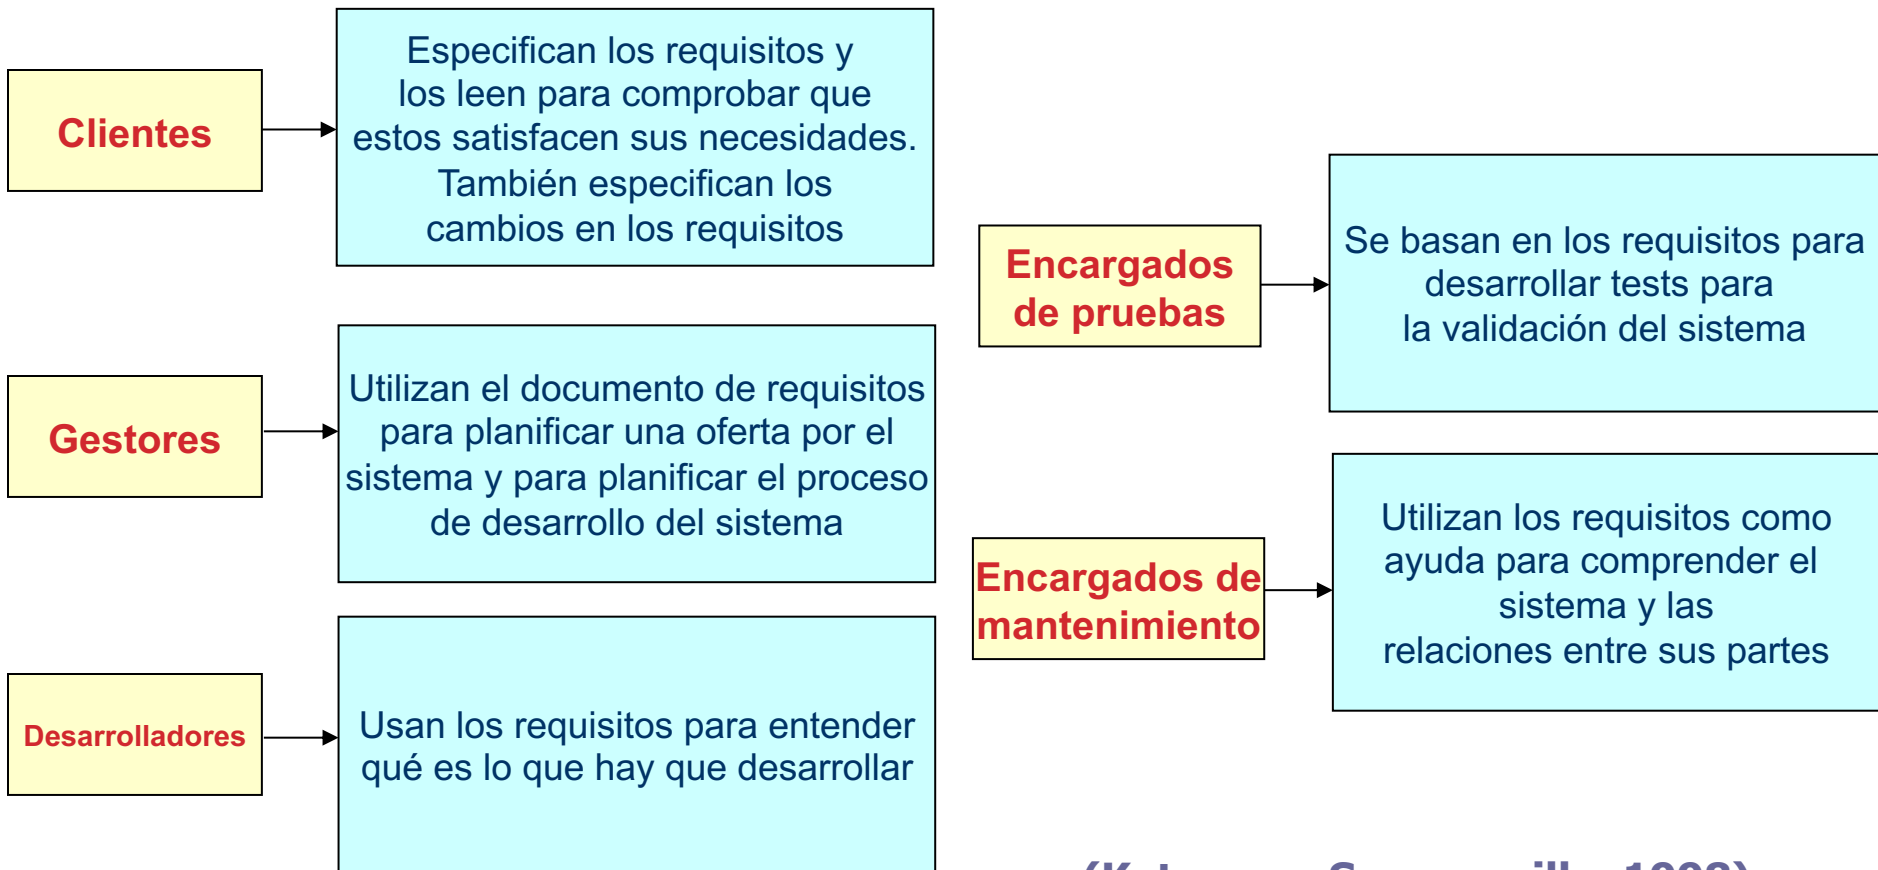 Clientes
Especifican los requisitos y
los leen para comprobar que
estos satisfacen sus necesidades.
También especifican los
cambios en los requisitos
Gestores
Utilizan el documento de requisitos
para planificar una oferta por el
sistema y para planificar el proceso
de desarrollo del sistema
Desarrolladores
Usan los requisitos para entender
qué es lo que hay que desarrollar
Encargados
de pruebas
Se basan en los requisitos para
desarrollar tests para
la validación del sistema
Encargados de
mantenimiento
Utilizan los requisitos como
ayuda para comprender el
sistema y las
relaciones entre sus partes